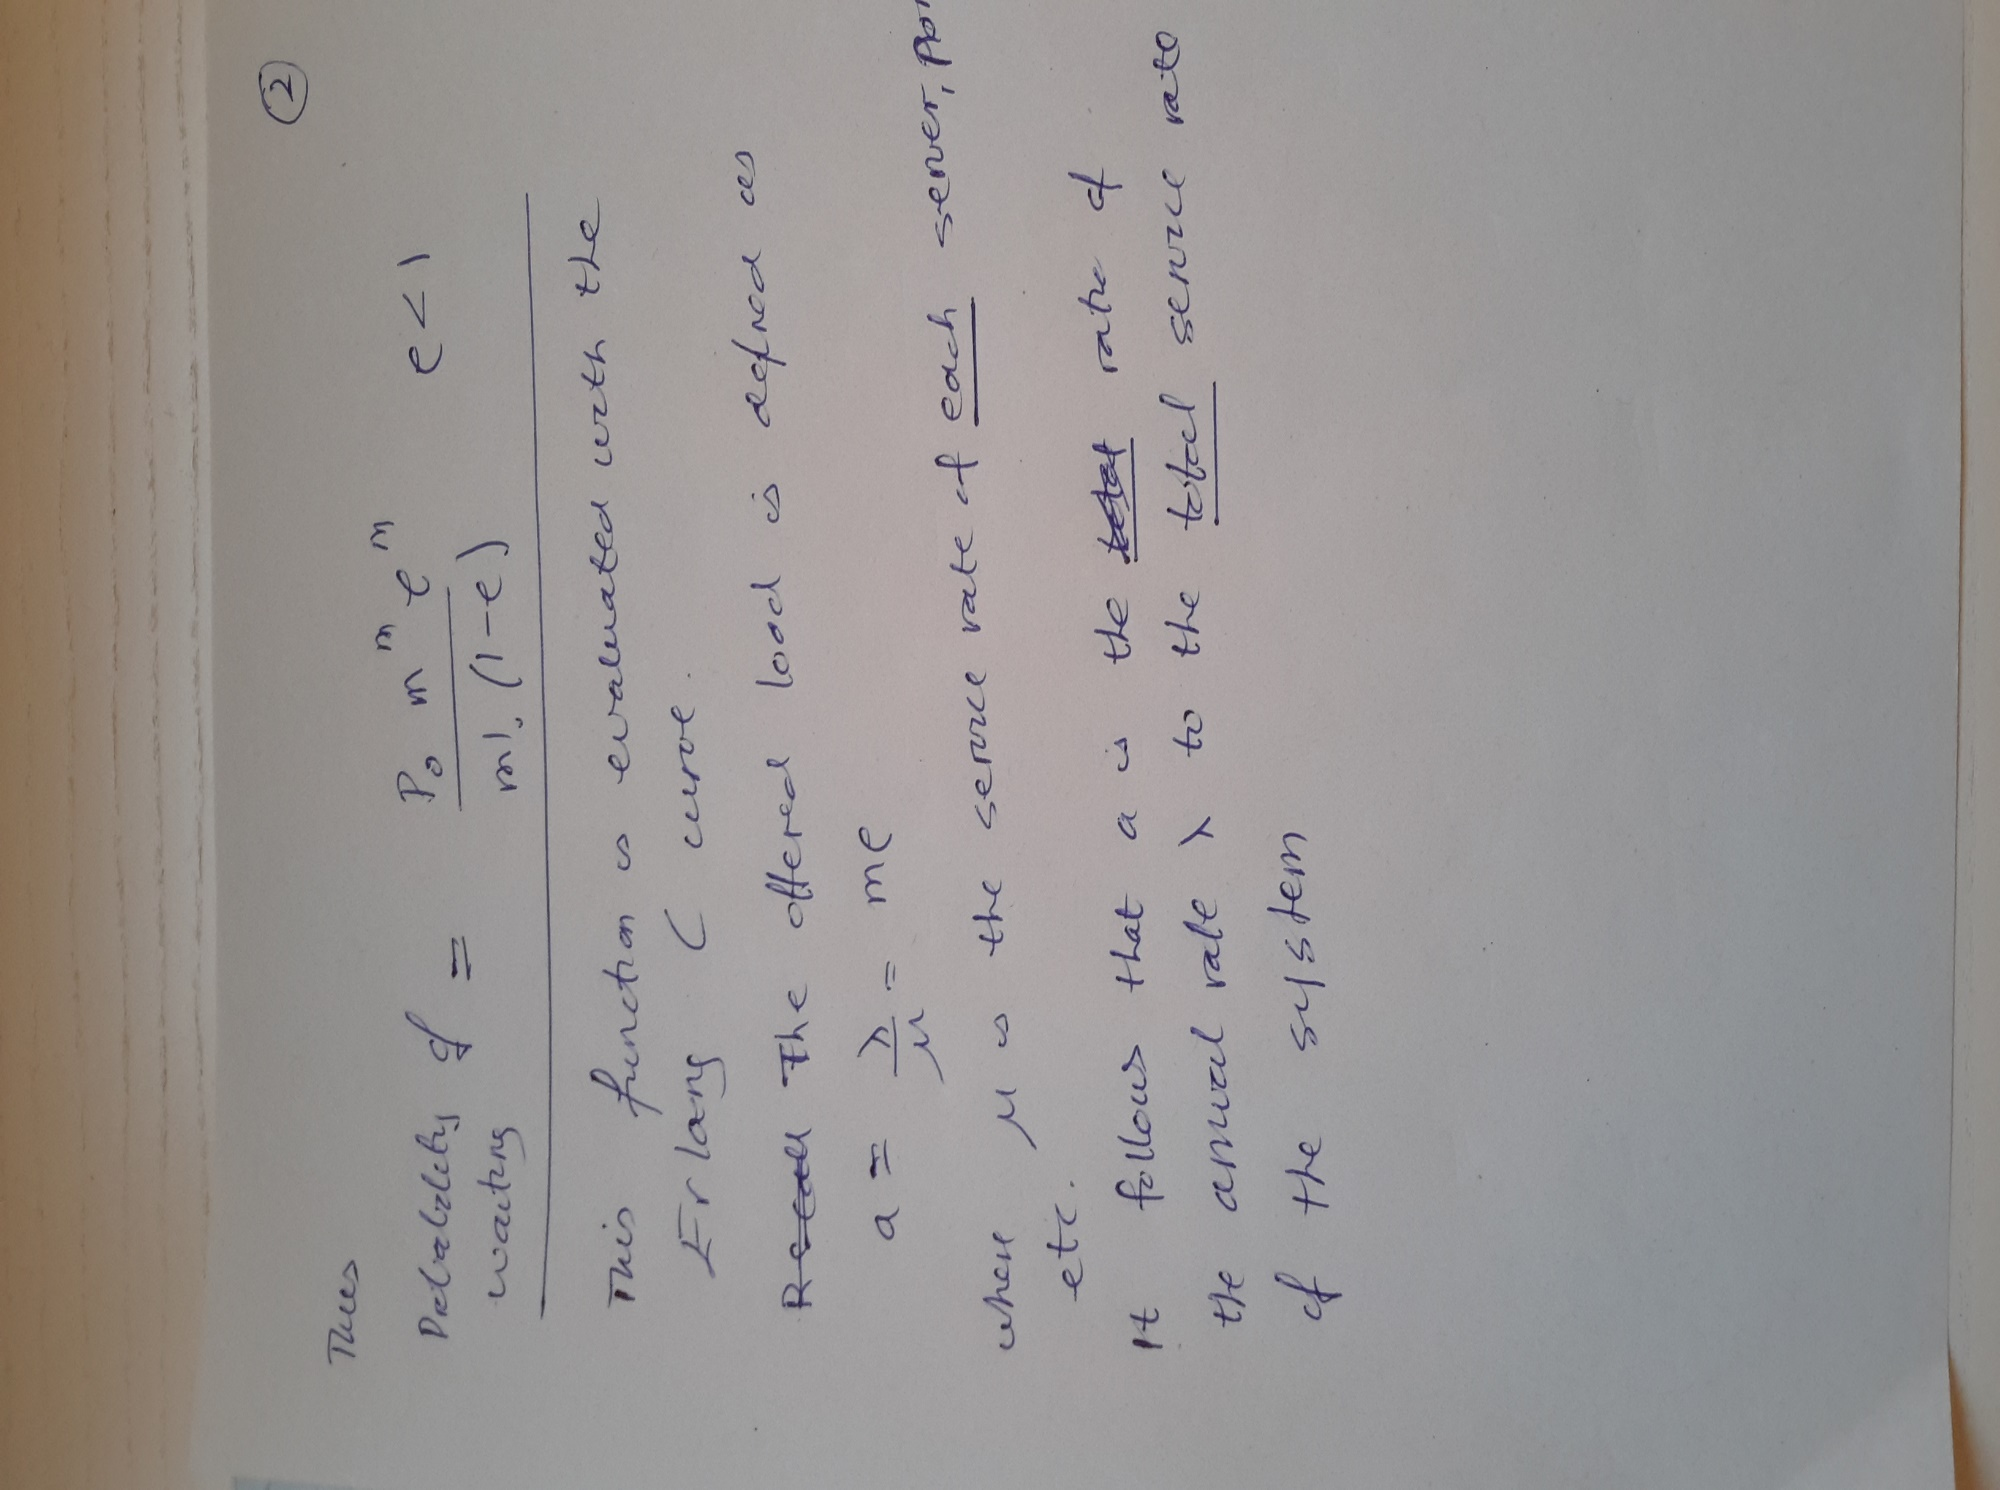 ②
Thus
Probability of = P₀ mᵐ ρᵐ / m! (1-ρ) ρ < 1
waiting
This function is evaluated with the
Erlang C curve.
~~Recall~~ The offered load is defined as
a = λ/μ = mρ
where μ is the service rate of each server,
etc.
It follows that a is the ~~total~~ ratio of
the arrival rate λ to the total service rate
of the system